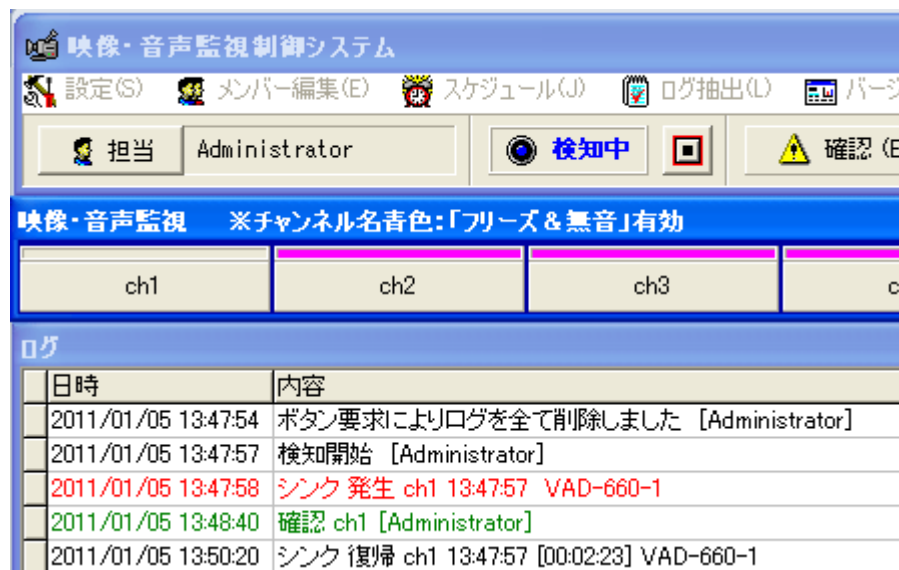 映像・音声監視制御システム
設定(S) メンバー編集(E) スケジュール(J) ログ抽出(L)
担当 Administrator 検知中 確認
映像・音声監視 ※チャンネル名青色:「フリーズ&無音」有効
ch1 ch2 ch3
ログ
日時 内容
2011/01/05 13:47:54 ボタン要求によりログを全て削除しました [Administrator]
2011/01/05 13:47:57 検知開始 [Administrator]
2011/01/05 13:47:58 シンク 発生 ch1 13:47:57 VAD-660-1
2011/01/05 13:48:40 確認 ch1 [Administrator]
2011/01/05 13:50:20 シンク 復帰 ch1 13:47:57 [00:02:23] VAD-660-1